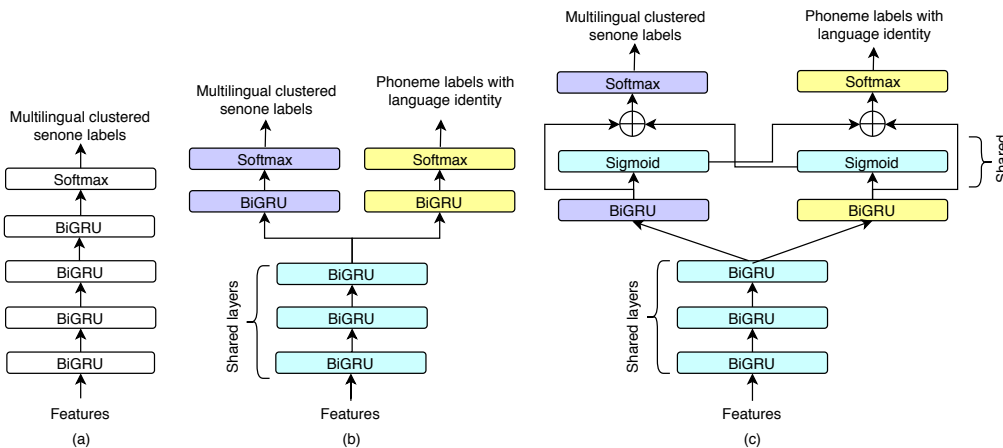 Multilingual clustered
senone labels
Softmax
BiGRU
BiGRU
BiGRU
BiGRU
Features
(a)
Multilingual clustered
senone labels
Phoneme labels with
language identity
Softmax
Softmax
BiGRU
BiGRU
Shared layers
BiGRU
BiGRU
BiGRU
Features
(b)
Multilingual clustered
senone labels
Phoneme labels with
language identity
Softmax
Softmax
Sigmoid
Sigmoid
Shared
BiGRU
BiGRU
Shared layers
BiGRU
BiGRU
BiGRU
Features
(c)